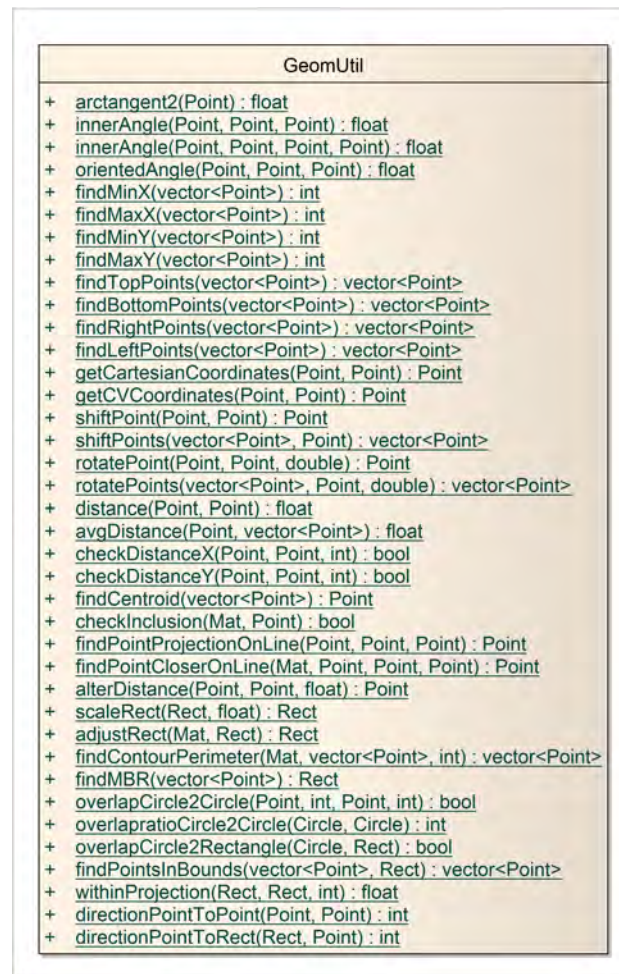 GeomUtil
+ arctangent2(Point) : float
+ innerAngle(Point, Point, Point) : float
+ innerAngle(Point, Point, Point, Point) : float
+ orientedAngle(Point, Point, Point) : float
+ findMinX(vector<Point>) : int
+ findMaxX(vector<Point>) : int
+ findMinY(vector<Point>) : int
+ findMaxY(vector<Point>) : int
+ findTopPoints(vector<Point>) : vector<Point>
+ findBottomPoints(vector<Point>) : vector<Point>
+ findRightPoints(vector<Point>) : vector<Point>
+ findLeftPoints(vector<Point>) : vector<Point>
+ getCartesianCoordinates(Point, Point) : Point
+ getCVCoordinates(Point, Point) : Point
+ shiftPoint(Point, Point) : Point
+ shiftPoints(vector<Point>, Point) : vector<Point>
+ rotatePoint(Point, Point, double) : Point
+ rotatePoints(vector<Point>, Point, double) : vector<Point>
+ distance(Point, Point) : float
+ avgDistance(Point, vector<Point>) : float
+ checkDistanceX(Point, Point, int) : bool
+ checkDistanceY(Point, Point, int) : bool
+ findCentroid(vector<Point>) : Point
+ checkInclusion(Mat, Point) : bool
+ findPointProjectionOnLine(Point, Point, Point) : Point
+ findPointCloserOnLine(Mat, Point, Point, Point) : Point
+ alterDistance(Point, Point, float) : Point
+ scaleRect(Rect, float) : Rect
+ adjustRect(Mat, Rect) : Rect
+ findContourPerimeter(Mat, vector<Point>, int) : vector<Point>
+ findMBR(vector<Point>) : Rect
+ overlapCircle2Circle(Point, int, Point, int) : bool
+ overlapratioCircle2Circle(Circle, Circle) : int
+ overlapCircle2Rectangle(Circle, Rect) : bool
+ findPointsInBounds(vector<Point>, Rect) : vector<Point>
+ withinProjection(Rect, Rect, int) : float
+ directionPointToPoint(Point, Point) : int
+ directionPointToRect(Rect, Point) : int